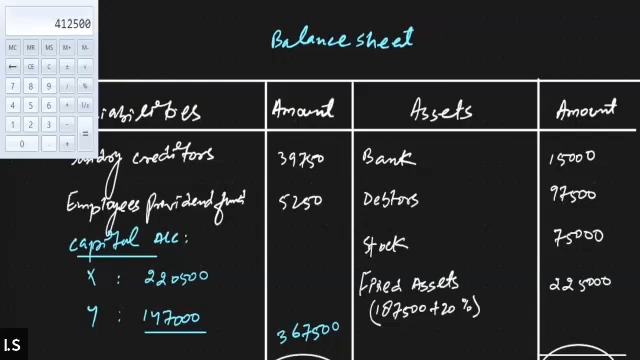 412500
MC MR MS M+ M-
← CE C ± √
7 8 9 / %
4 5 6 * 1/x
1 2 3 - =
0 . +
Balance sheet
Liabilities Amount Assets Amount
Sundry creditors 39750 Bank 15000
Employees Provident fund 5250 Debtors 97500
Capital A/c: Stock 75000
X : 220500 Fixed Assets 225000
(187500+20%)
Y : 147000
367500
I.S